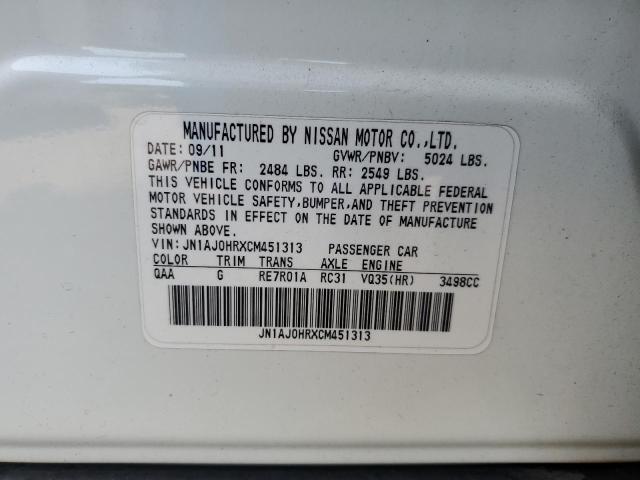 MANUFACTURED BY NISSAN MOTOR CO.,LTD.
DATE: 09/11 GVWR/PNBV: 5024 LBS.
GAWR/PNBE FR: 2484 LBS. RR: 2549 LBS.
THIS VEHICLE CONFORMS TO ALL APPLICABLE FEDERAL
MOTOR VEHICLE SAFETY,BUMPER,AND THEFT PREVENTION
STANDARDS IN EFFECT ON THE DATE OF MANUFACTURE
SHOWN ABOVE.
VIN: JN1AJ0HRXCM451313 PASSENGER CAR
COLOR TRIM TRANS AXLE ENGINE
QAA G RE7R01A RC31 VQ35(HR) 3498CC
JN1AJ0HRXCM451313